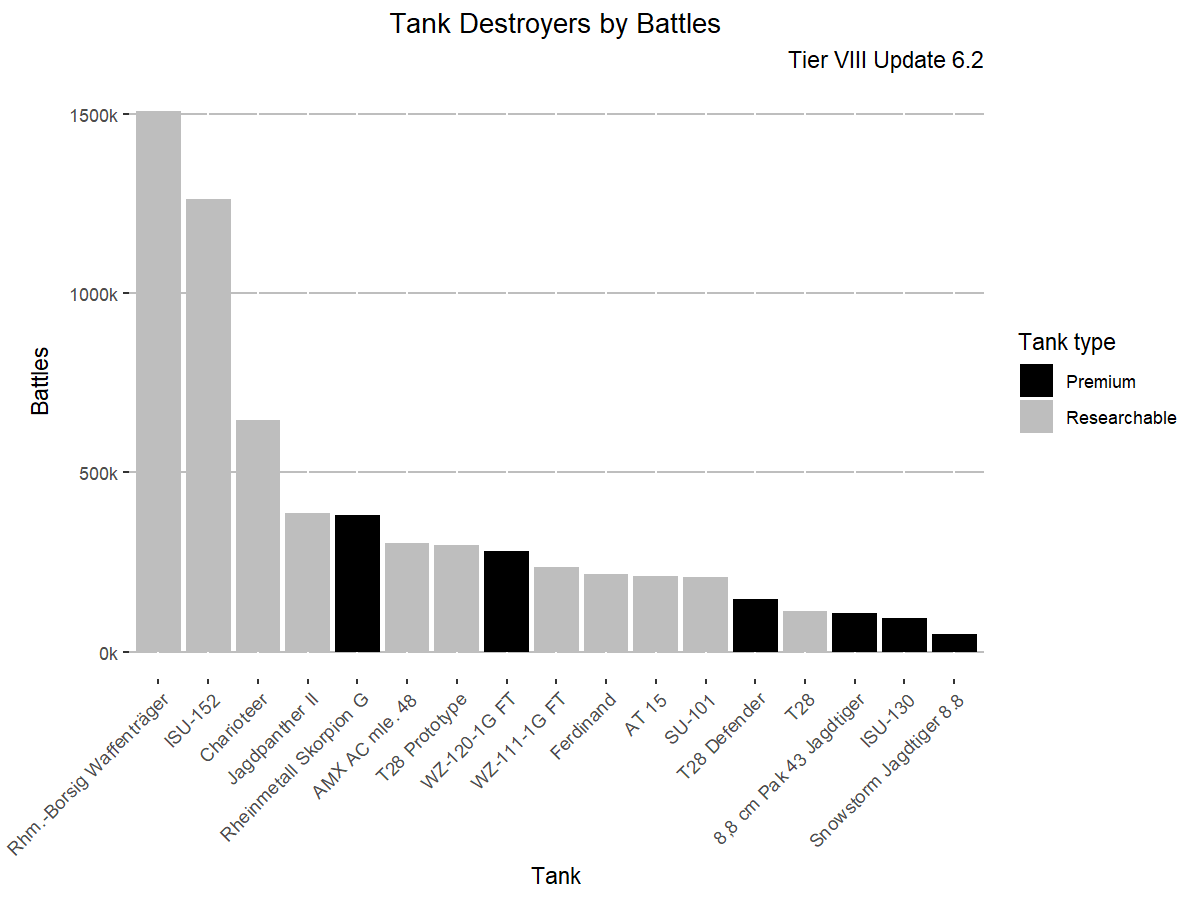 Tank Destroyers by Battles
Tier VIII Update 6.2
1500k
1000k
500k
0k
Battles
Rhm.-Borsig Waffenträger
ISU-152
Charioteer
Jagdpanther II
Rheinmetall Skorpion G
AMX AC mle. 48
T28 Prototype
WZ-120-1G FT
WZ-111-1G FT
Ferdinand
AT 15
SU-101
T28 Defender
T28
8,8 cm Pak 43 Jagdtiger
ISU-130
Snowstorm Jagdtiger 8.8
Tank
Tank type
Premium
Researchable